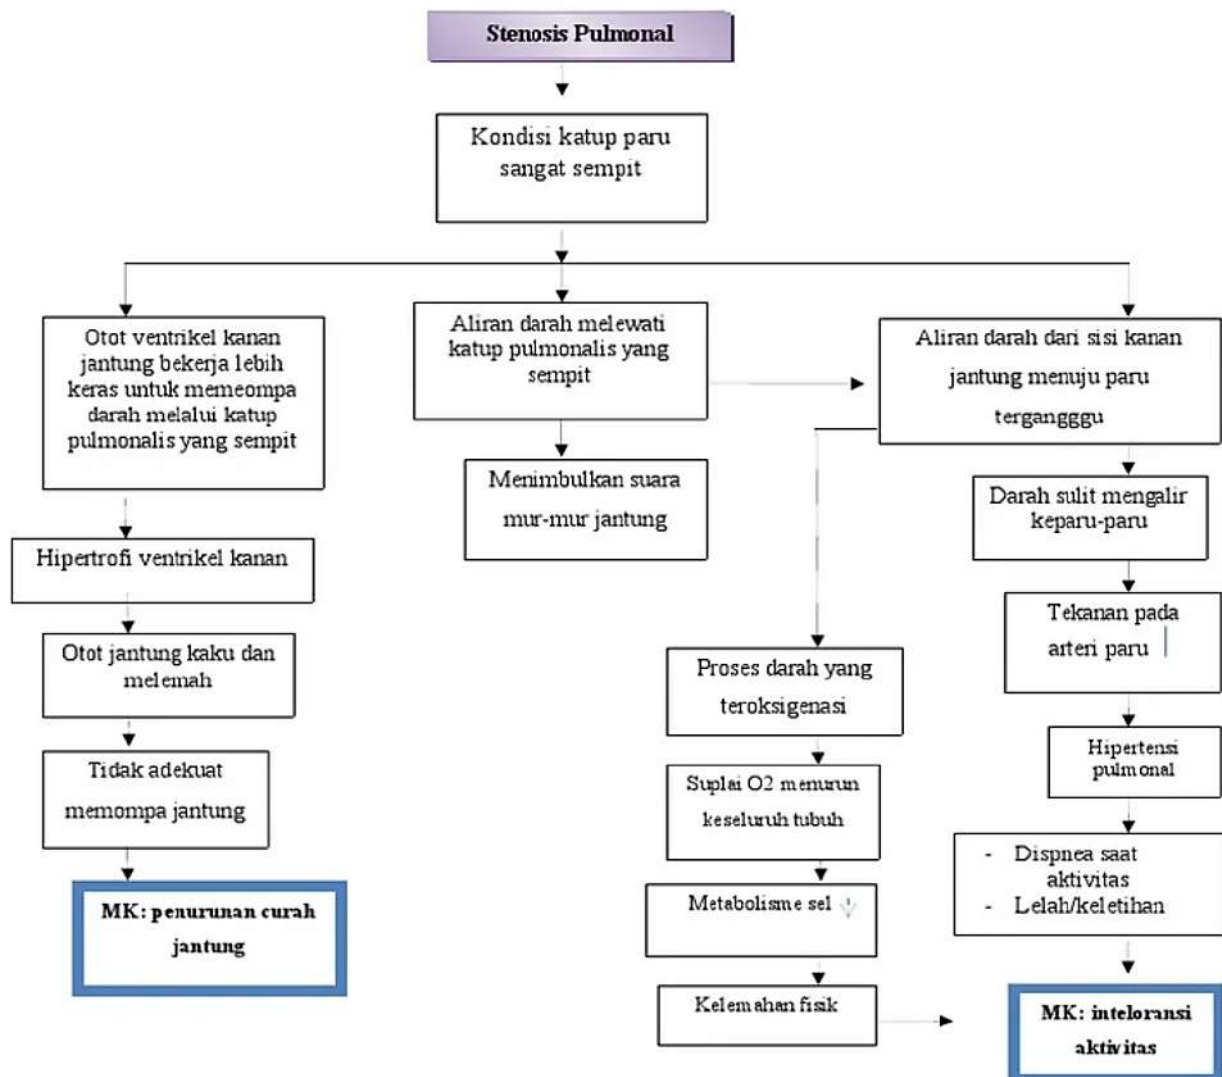 Stenosis Pulmonal
Kondisi katup paru
sangat sempit
Otot ventrikel kanan
jantung bekerja lebih
keras untuk memeompa
darah melalui katup
pulmonalis yang sempit
Aliran darah melewati
katup pulmonalis yang
sempit
Aliran darah dari sisi kanan
jantung menuju paru
tergangggu
Menimbulkan suara
mur-mur jantung
Darah sulit mengalir
keparu-paru
Hipertrofi ventrikel kanan
Tekanan pada
arteri paru
Otot jantung kaku dan
melemah
Proses darah yang
teroksigenasi
Tidak adekuat
memompa jantung
Hipertensi
pulmonal
Suplai O2 menurun
keseluruh tubuh
- Dispnea saat
aktivitas
- Lelah/keletihan
MK: penurunan curah
jantung
Metabolisme sel
Kelemahan fisik
MK: inteloransi
aktivitas